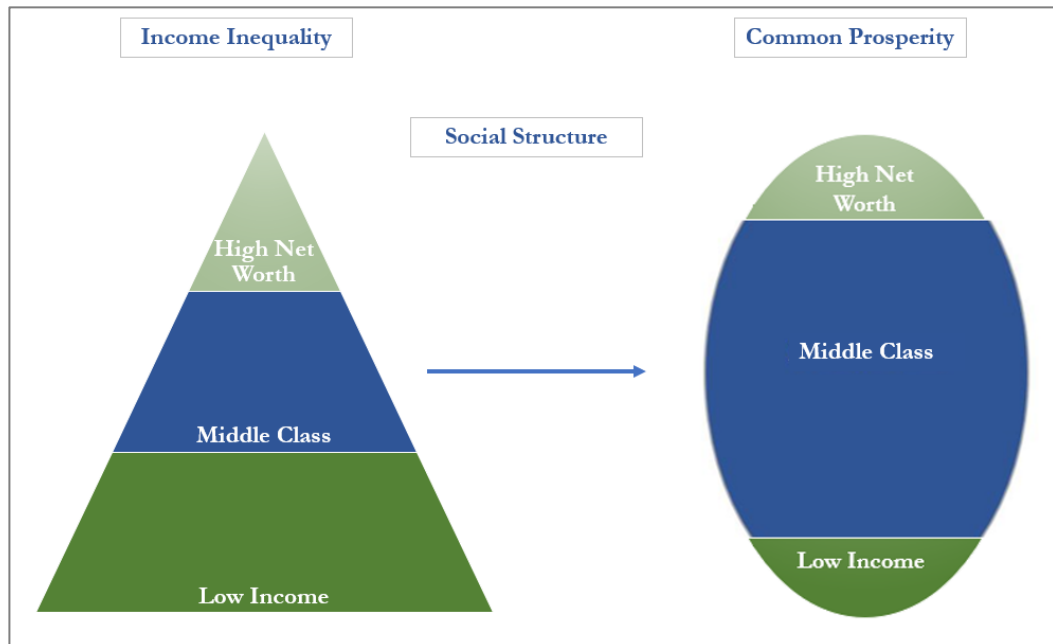 Income Inequality
Common Prosperity
Social Structure
High Net
Worth
Middle Class
Low Income
High Net
Worth
Middle Class
Low Income